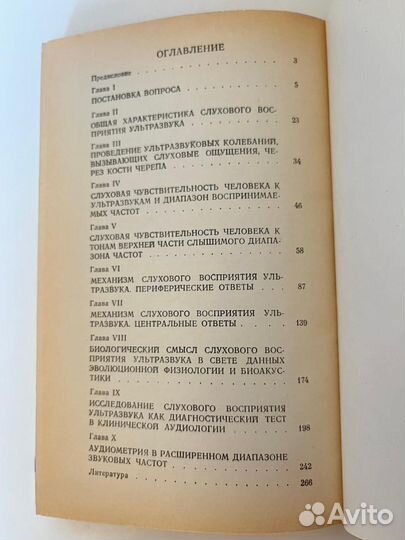 ОГЛАВЛЕНИЕ
Предисловие . . . . . . . . . . . . 3
Глава I
ПОСТАНОВКА ВОПРОСА . . . . . . . 5
Глава II
ОБЩАЯ ХАРАКТЕРИСТИКА СЛУХОВОГО ВОС-
ПРИЯТИЯ УЛЬТРАЗВУКА . . . . . . 23
Глава III
ПРОВЕДЕНИЕ УЛЬТРАЗВУКОВЫХ КОЛЕБАНИЙ,
ВЫЗЫВАЮЩИХ СЛУХОВЫЕ ОЩУЩЕНИЯ, ЧЕ-
РЕЗ КОСТИ ЧЕРЕПА . . . . . . . 34
Глава IV
СЛУХОВАЯ ЧУВСТВИТЕЛЬНОСТЬ ЧЕЛОВЕКА К
УЛЬТРАЗВУКАМ И ДИАПАЗОН ВОСПРИНИМАЕ-
МЫХ ЧАСТОТ . . . . . . . . . 46
Глава V
СЛУХОВАЯ ЧУВСТВИТЕЛЬНОСТЬ ЧЕЛОВЕКА К
ТОНАМ ВЕРХНЕЙ ЧАСТИ СЛЫШИМОГО ДИАПА-
ЗОНА ЧАСТОТ . . . . . . . . . 58
Глава VI
МЕХАНИЗМ СЛУХОВОГО ВОСПРИЯТИЯ УЛЬ-
ТРАЗВУКА. ПЕРИФЕРИЧЕСКИЕ ОТВЕТЫ . . . 87
Глава VII
МЕХАНИЗМ СЛУХОВОГО ВОСПРИЯТИЯ УЛЬ-
ТРАЗВУКА. ЦЕНТРАЛЬНЫЕ ОТВЕТЫ . . . . 139
Глава VIII
БИОЛОГИЧЕСКИЙ СМЫСЛ СЛУХОВОГО ВОС-
ПРИЯТИЯ УЛЬТРАЗВУКА В СВЕТЕ ДАННЫХ
ЭВОЛЮЦИОННОЙ ФИЗИОЛОГИИ И БИОАКУС-
ТИКИ . . . . . . . . . . . 174
Глава IX
ИССЛЕДОВАНИЕ СЛУХОВОГО ВОСПРИЯТИЯ
УЛЬТРАЗВУКА КАК ДИАГНОСТИЧЕСКИЙ ТЕСТ
В КЛИНИЧЕСКОЙ АУДИОЛОГИИ . . . . . 198
Глава X
АУДИОМЕТРИЯ В РАСШИРЕННОМ ДИАПАЗОНЕ
ЗВУКОВЫХ ЧАСТОТ . . . . . . . . 242
Литература . . . . . . . . . . . 266
Avito